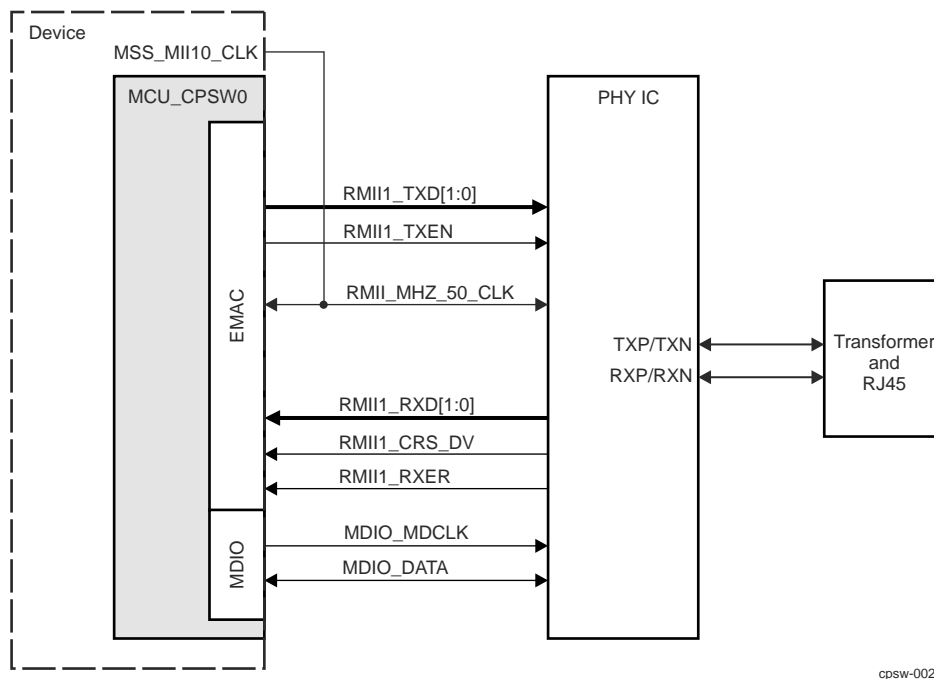 Device
MSS_MII10_CLK
MCU_CPSW0
PHY IC
RMII1_TXD[1:0]
RMII1_TXEN
RMII_MHZ_50_CLK
EMAC
TXP/TXN
RXP/RXN
Transformer
and
RJ45
RMII1_RXD[1:0]
RMII1_CRS_DV
RMII1_RXER
MDIO_MDCLK
MDIO_DATA
MDIO
cpsw-002